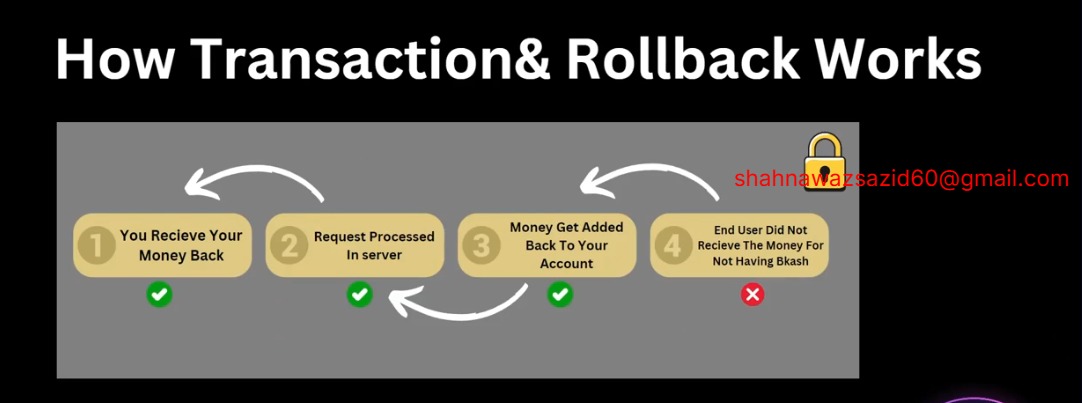 How Transaction& Rollback Works
shahnawazsazid60@gmail.com
1
You Recieve Your
Money Back
2
Request Processed
In server
3
Money Get Added
Back To Your
Account
4
End User Did Not
Recieve The Money For
Not Having Bkash